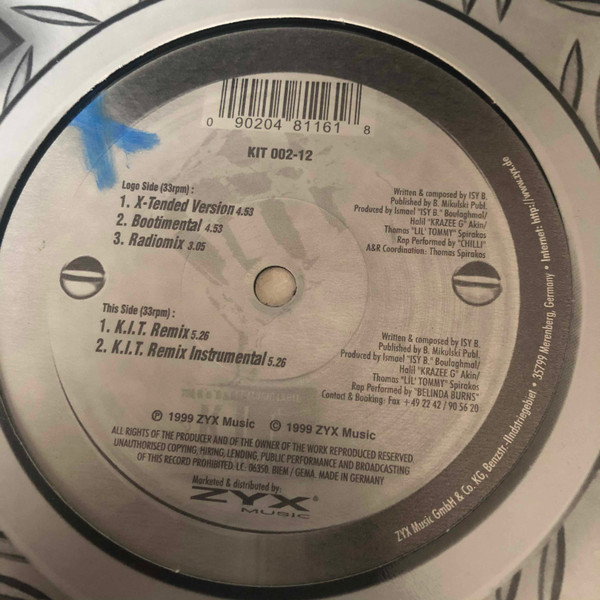 0 90204 81161 8
KIT 002-12
Logo Side (33rpm) :
1. X-Tended Version 4.53
2. Bootimental 4.53
3. Radiomix 3.05
Written & composed by ISY B.
Published by B. Mikulski Publ.
Produced by Ismael "ISY B." Boulaghmal/
Halil "KRAZEE G" Akin/
Thomas "LIL' TOMMY" Spirakos
Rap Performed by "CHILLI"
A&R Coordination: Thomas Spirakos
This Side (33rpm) :
1. K.I.T. Remix 5.26
2. K.I.T. Remix Instrumental 5.26
Written & composed by ISY B.
Published by B. Mikulski Publ.
Produced by Ismael "ISY B." Boulaghmal/
Halil "KRAZEE G" Akin/
Thomas "LIL' TOMMY" Spirakos
Rap Performed by "BELINDA BURNS"
Contact & Booking: Fax + 49 22 42 / 90 56 20
℗ 1999 ZYX Music © 1999 ZYX Music
ALL RIGHTS OF THE PRODUCER AND OF THE OWNER OF THE WORK REPRODUCED RESERVED.
UNAUTHORISED COPYING, HIRING, LENDING, PUBLIC PERFORMANCE AND BROADCASTING
OF THIS RECORD PROHIBITED. LC: 06350. BIEM / GEMA. MADE IN GERMANY
Marketed & distributed by:
ZYX®
MUSIC
ZYX Music GmbH & Co. KG, Benzstr.-IIndstriegebiet • 35799 Merenberg, Germany • Internet: http://www.zyx.de